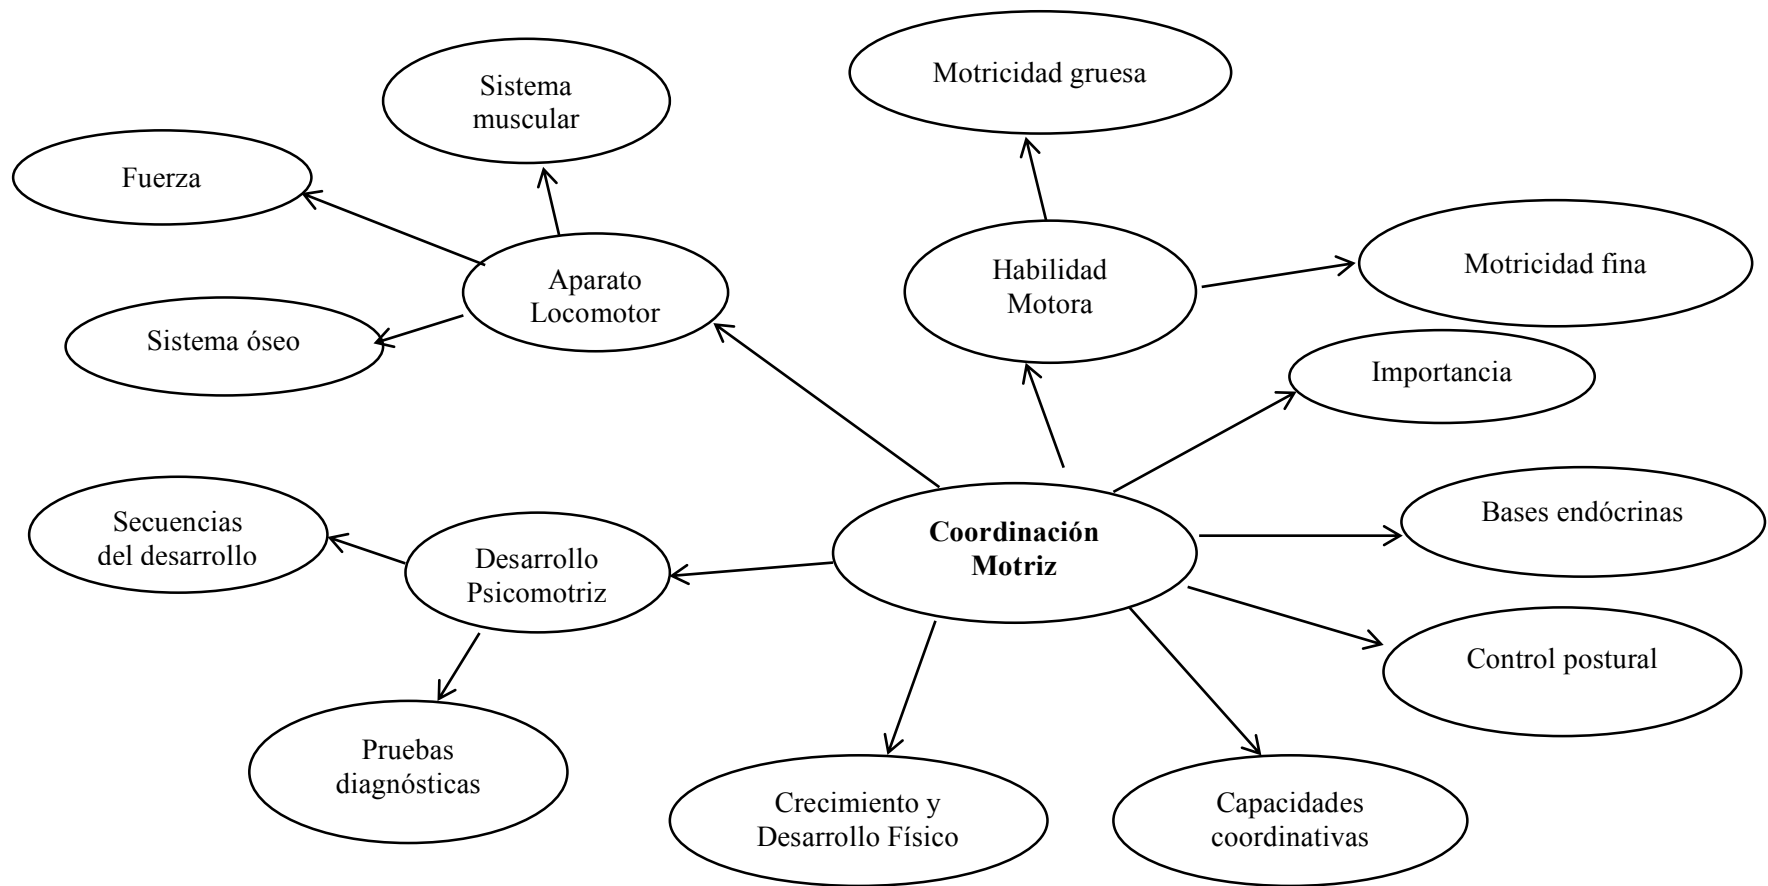 Motricidad gruesa
Sistema
muscular
Fuerza
Aparato
Locomotor
Habilidad
Motora
Motricidad fina
Sistema óseo
Importancia
Secuencias
del desarrollo
Desarrollo
Psicomotriz
Coordinación
Motriz
Bases endócrinas
Control postural
Pruebas
diagnósticas
Crecimiento y
Desarrollo Físico
Capacidades
coordinativas